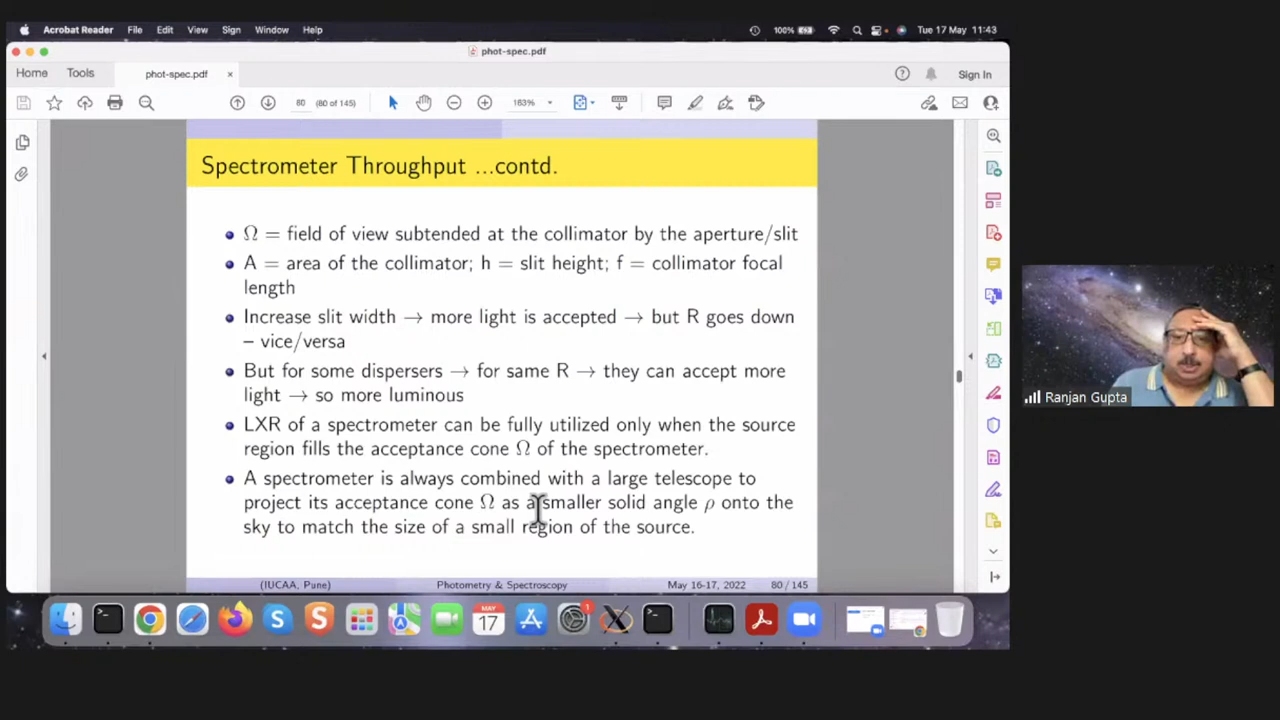 Acrobat Reader File Edit View Sign Window Help 100% Tue 17 May 11:43
phot-spec.pdf
Home Tools phot-spec.pdf × Sign In
80 (80 of 145) 163%
Spectrometer Throughput ...contd.
Ω = field of view subtended at the collimator by the aperture/slit
A = area of the collimator; h = slit height; f = collimator focal
length
Increase slit width → more light is accepted → but R goes down
– vice/versa
But for some dispersers → for same R → they can accept more
light → so more luminous
LXR of a spectrometer can be fully utilized only when the source
region fills the acceptance cone Ω of the spectrometer.
A spectrometer is always combined with a large telescope to
project its acceptance cone Ω as a smaller solid angle ρ onto the
sky to match the size of a small region of the source.
(IUCAA, Pune) Photometry & Spectroscopy May 16-17, 2022 80 / 145
Ranjan Gupta
MAY
17
1